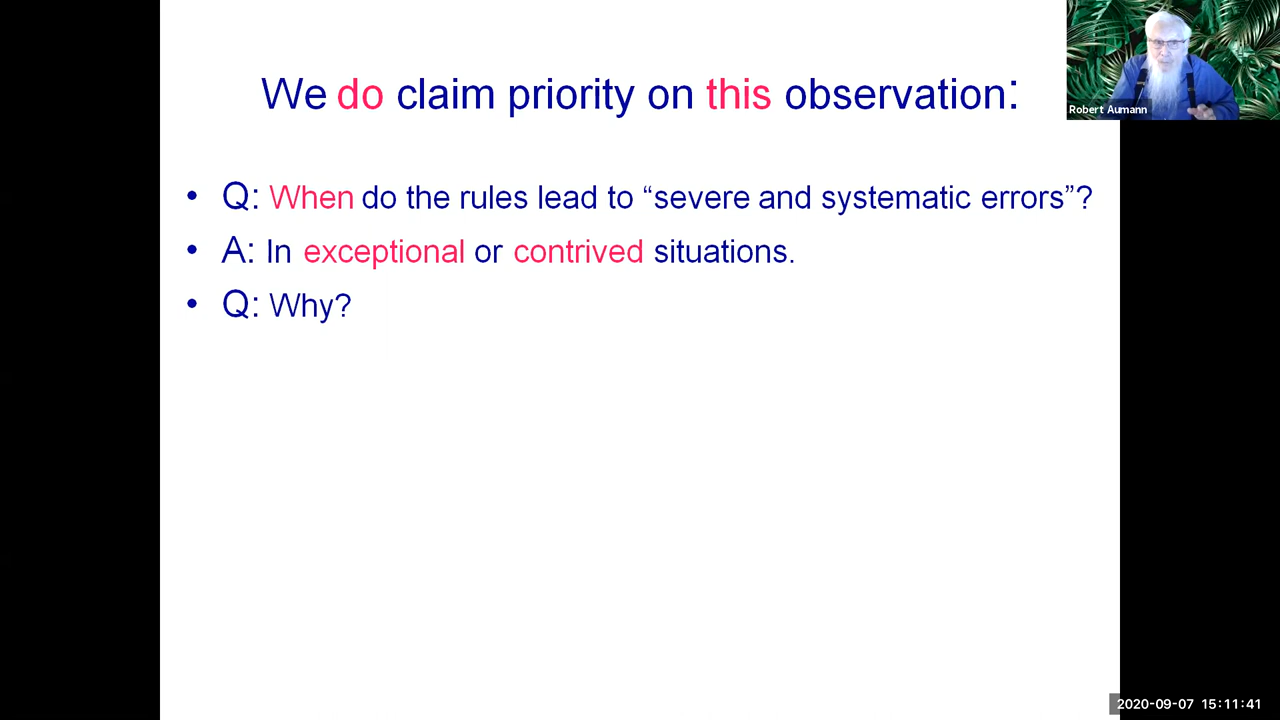 We do claim priority on this observation:
Robert Aumann
• Q: When do the rules lead to “severe and systematic errors”?
• A: In exceptional or contrived situations.
• Q: Why?
2020-09-07 15:11:41